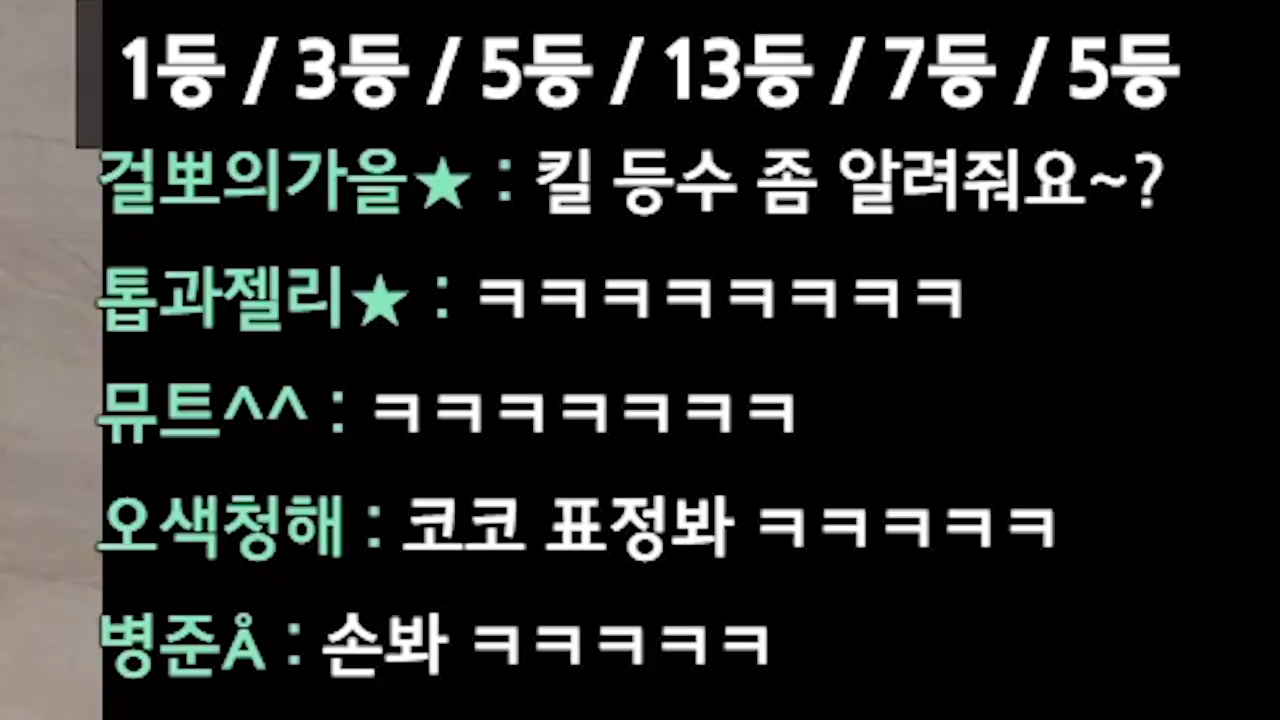 1등 / 3등 / 5등 / 13등 / 7등 / 5등
걸뽀의가을★ : 킬 등수 좀 알려줘요~?
톱과젤리★ : ㅋㅋㅋㅋㅋㅋㅋㅋ
뮤트^^ : ㅋㅋㅋㅋㅋㅋㅋ
오색청해 : 코코 표정봐 ㅋㅋㅋㅋㅋ
병준Å : 손봐 ㅋㅋㅋㅋㅋ